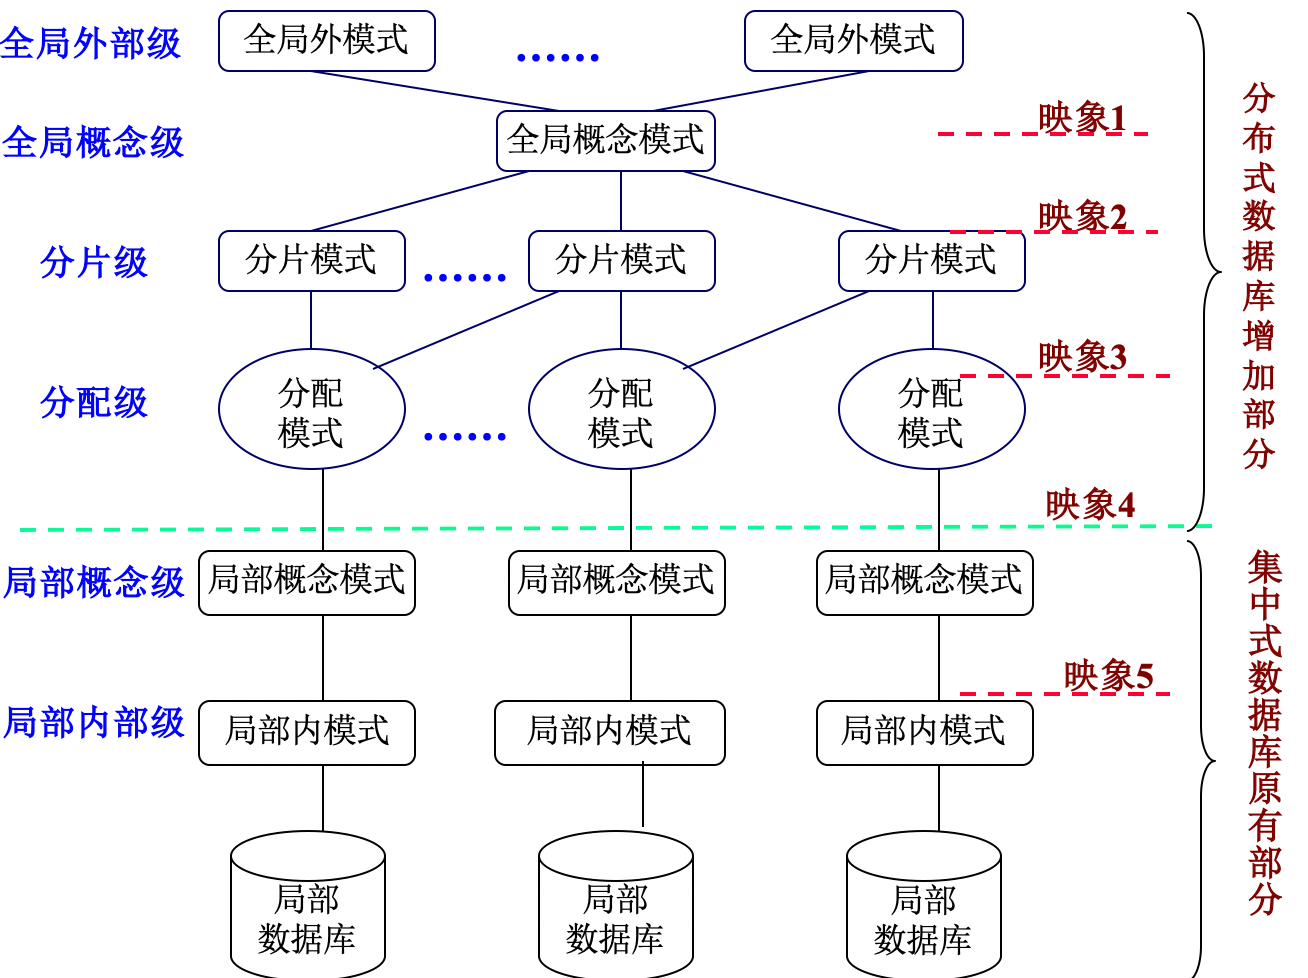 全局外部级
全局外模式
……
全局外模式
全局概念级
全局概念模式
映象1
分片级
分片模式
……
分片模式
分片模式
映象2
分配级
分配
模式
……
分配
模式
分配
模式
映象3
映象4
分布式数据库增加部分
局部概念级
局部概念模式
局部概念模式
局部概念模式
映象5
局部内部级
局部内模式
局部内模式
局部内模式
局部
数据库
局部
数据库
局部
数据库
集中式数据库原有部分